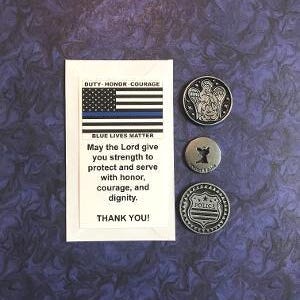 DUTY · HONOR · COURAGE
BLUE LIVES MATTER
May the Lord give
you strength to
protect and serve
with honor,
courage, and
dignity.
THANK YOU!
POLICE